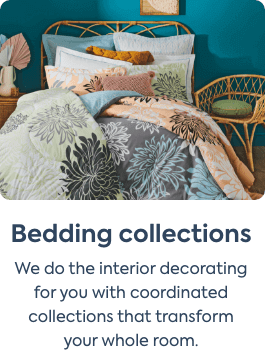 Bedding collections
We do the interior decorating
for you with coordinated
collections that transform
your whole room.